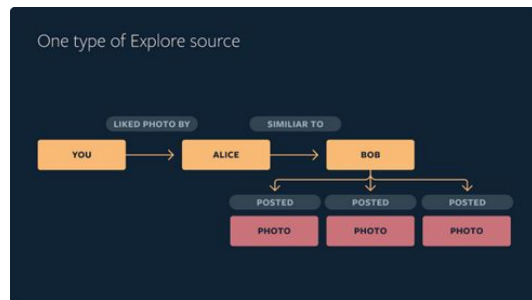 One type of Explore source
LIKED PHOTO BY
SIMILIAR TO
YOU
ALICE
BOB
POSTED
POSTED
POSTED
PHOTO
PHOTO
PHOTO